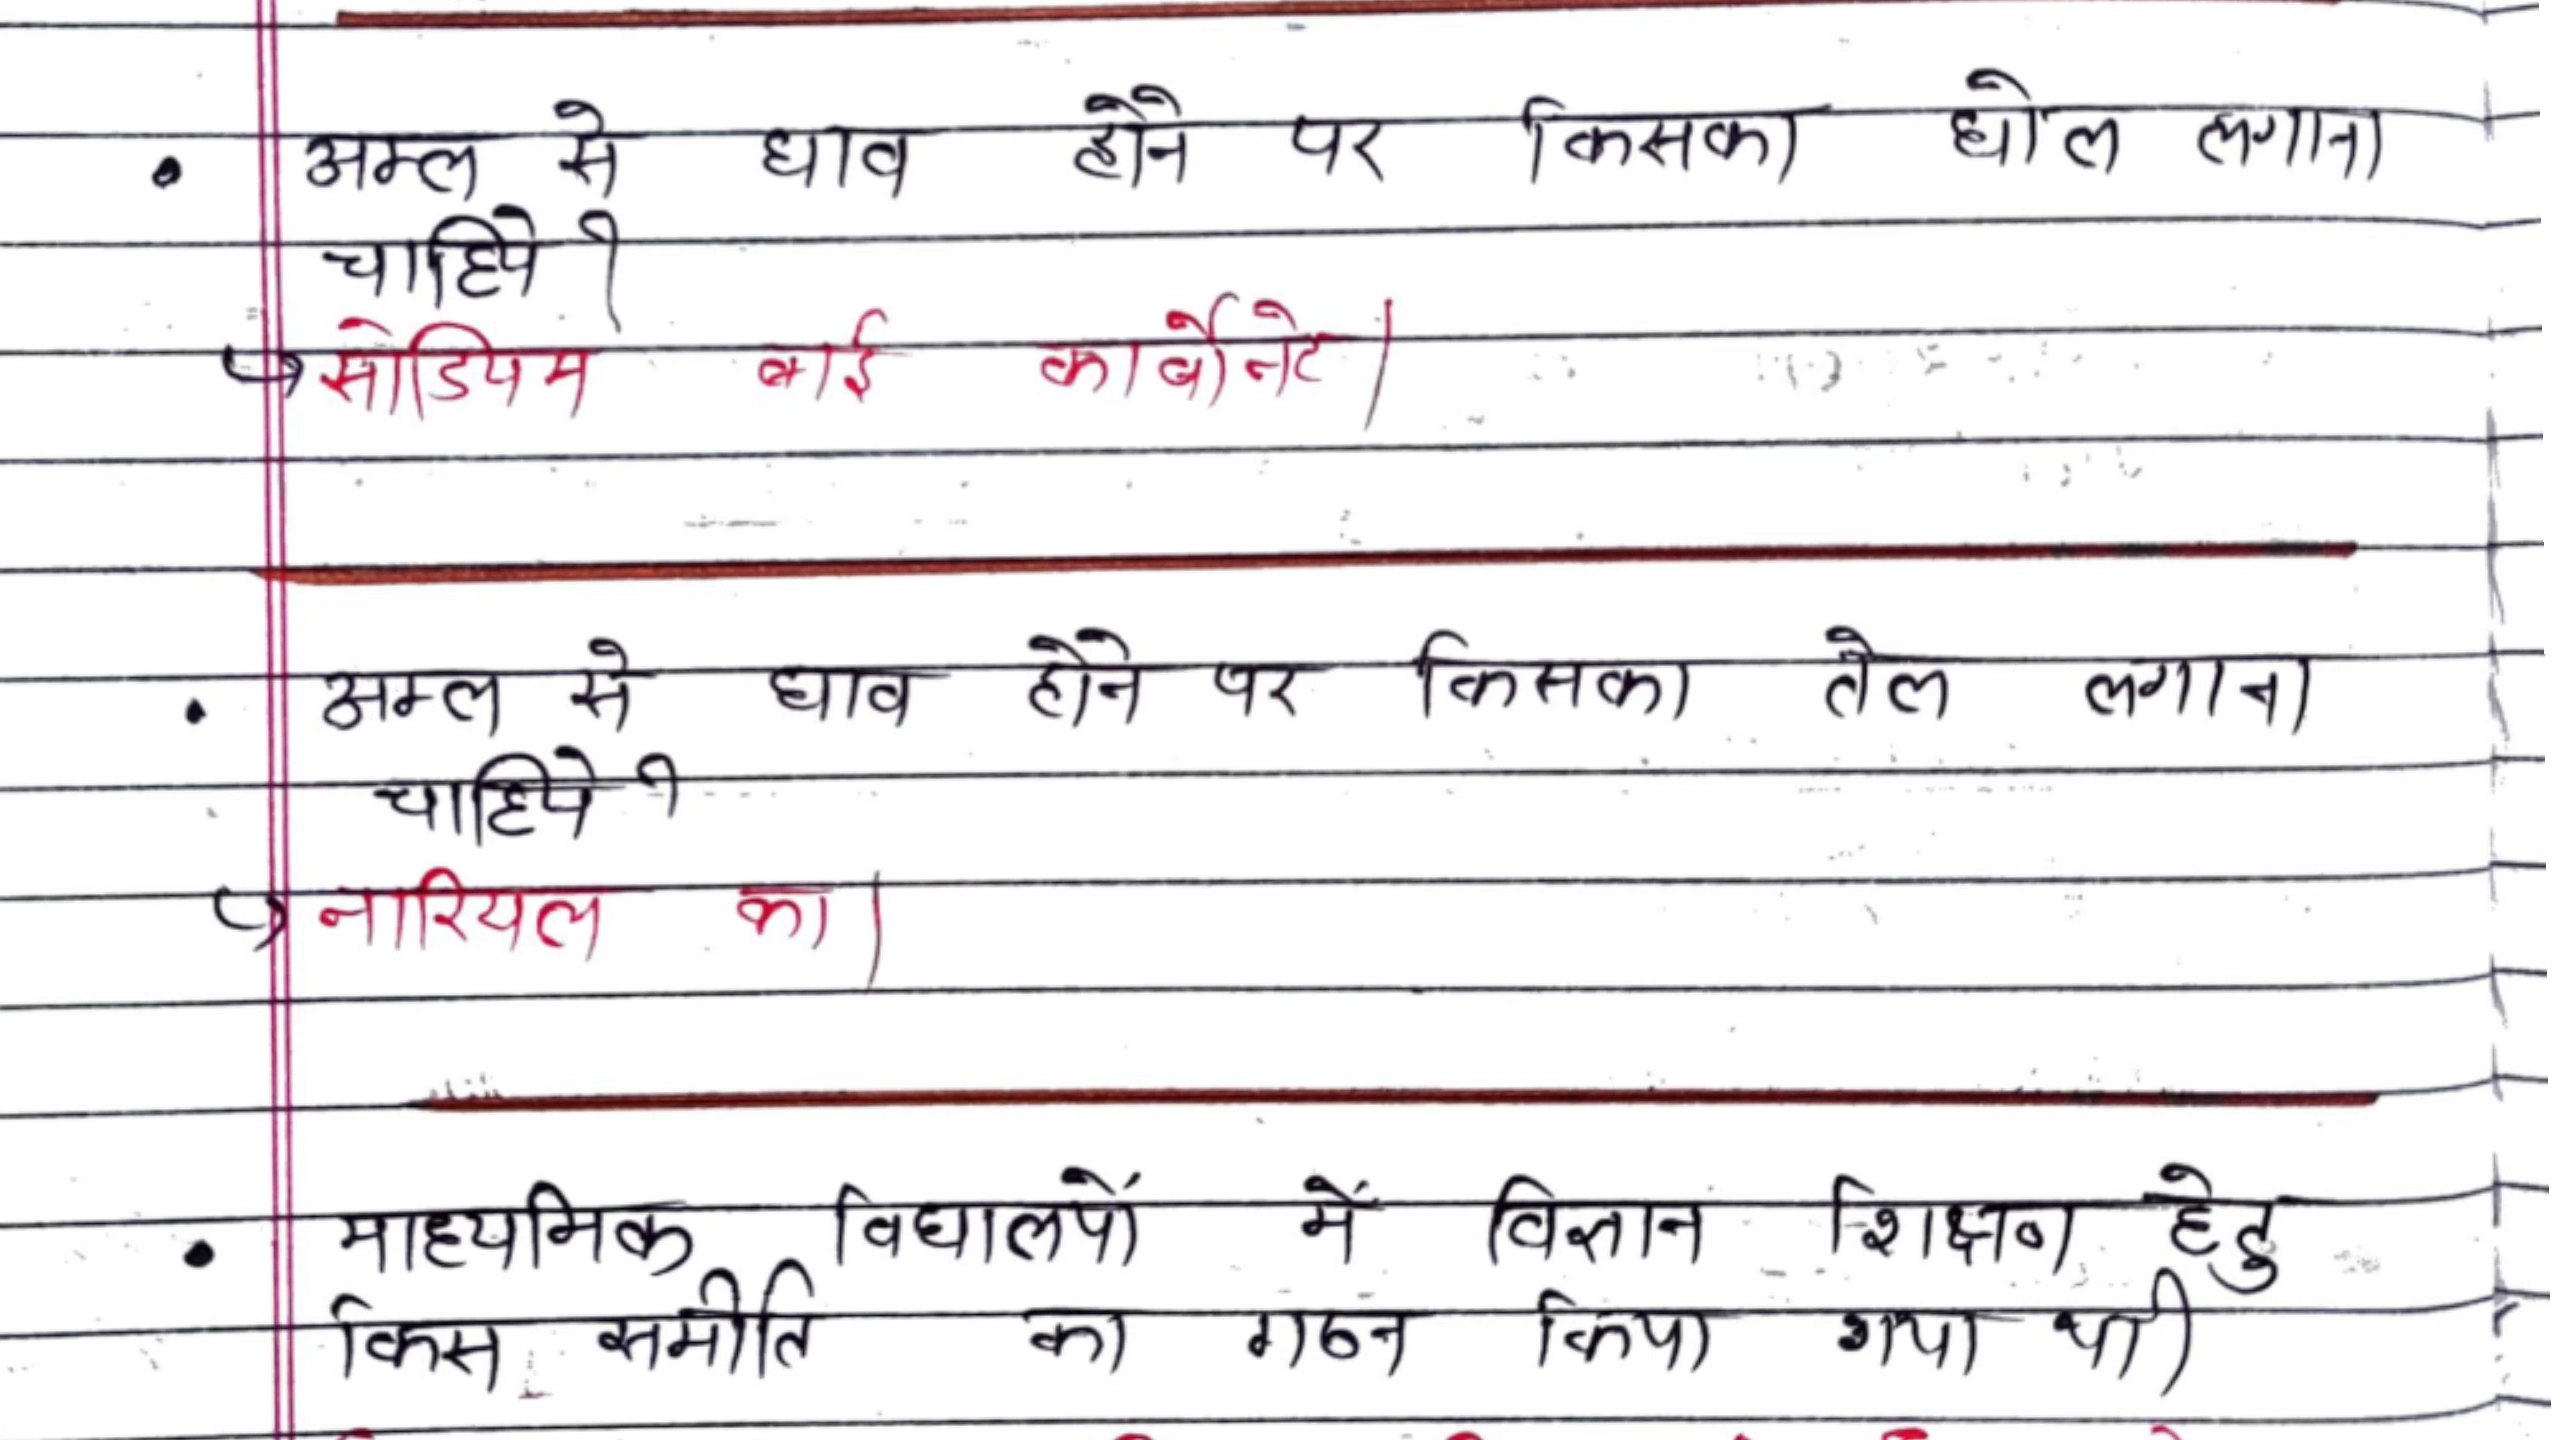 • अम्ल से घाव होने पर किसका घोल लगाना
चाहिये ?
↳ सोडियम बाई कार्बोनेट।
• अम्ल से घाव होने पर किसका तेल लगाना
चाहिये ?
↳ नारियल का।
• माध्यमिक विद्यालयों में विज्ञान शिक्षण हेतु
किस समीति का गठन किया गया था ?